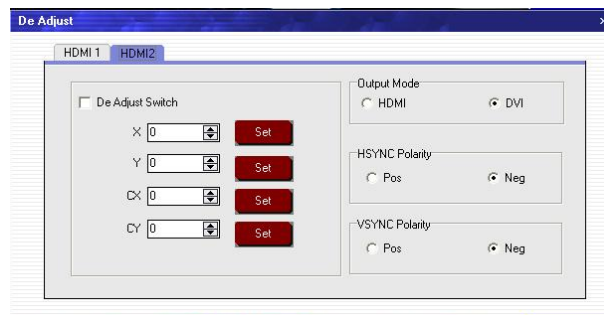 De Adjust
HDMI 1 HDMI2
De Adjust Switch
X 0 Set
Y 0 Set
CX 0 Set
CY 0 Set
Output Mode
HDMI DVI
HSYNC Polarity
Pos Neg
VSYNC Polarity
Pos Neg